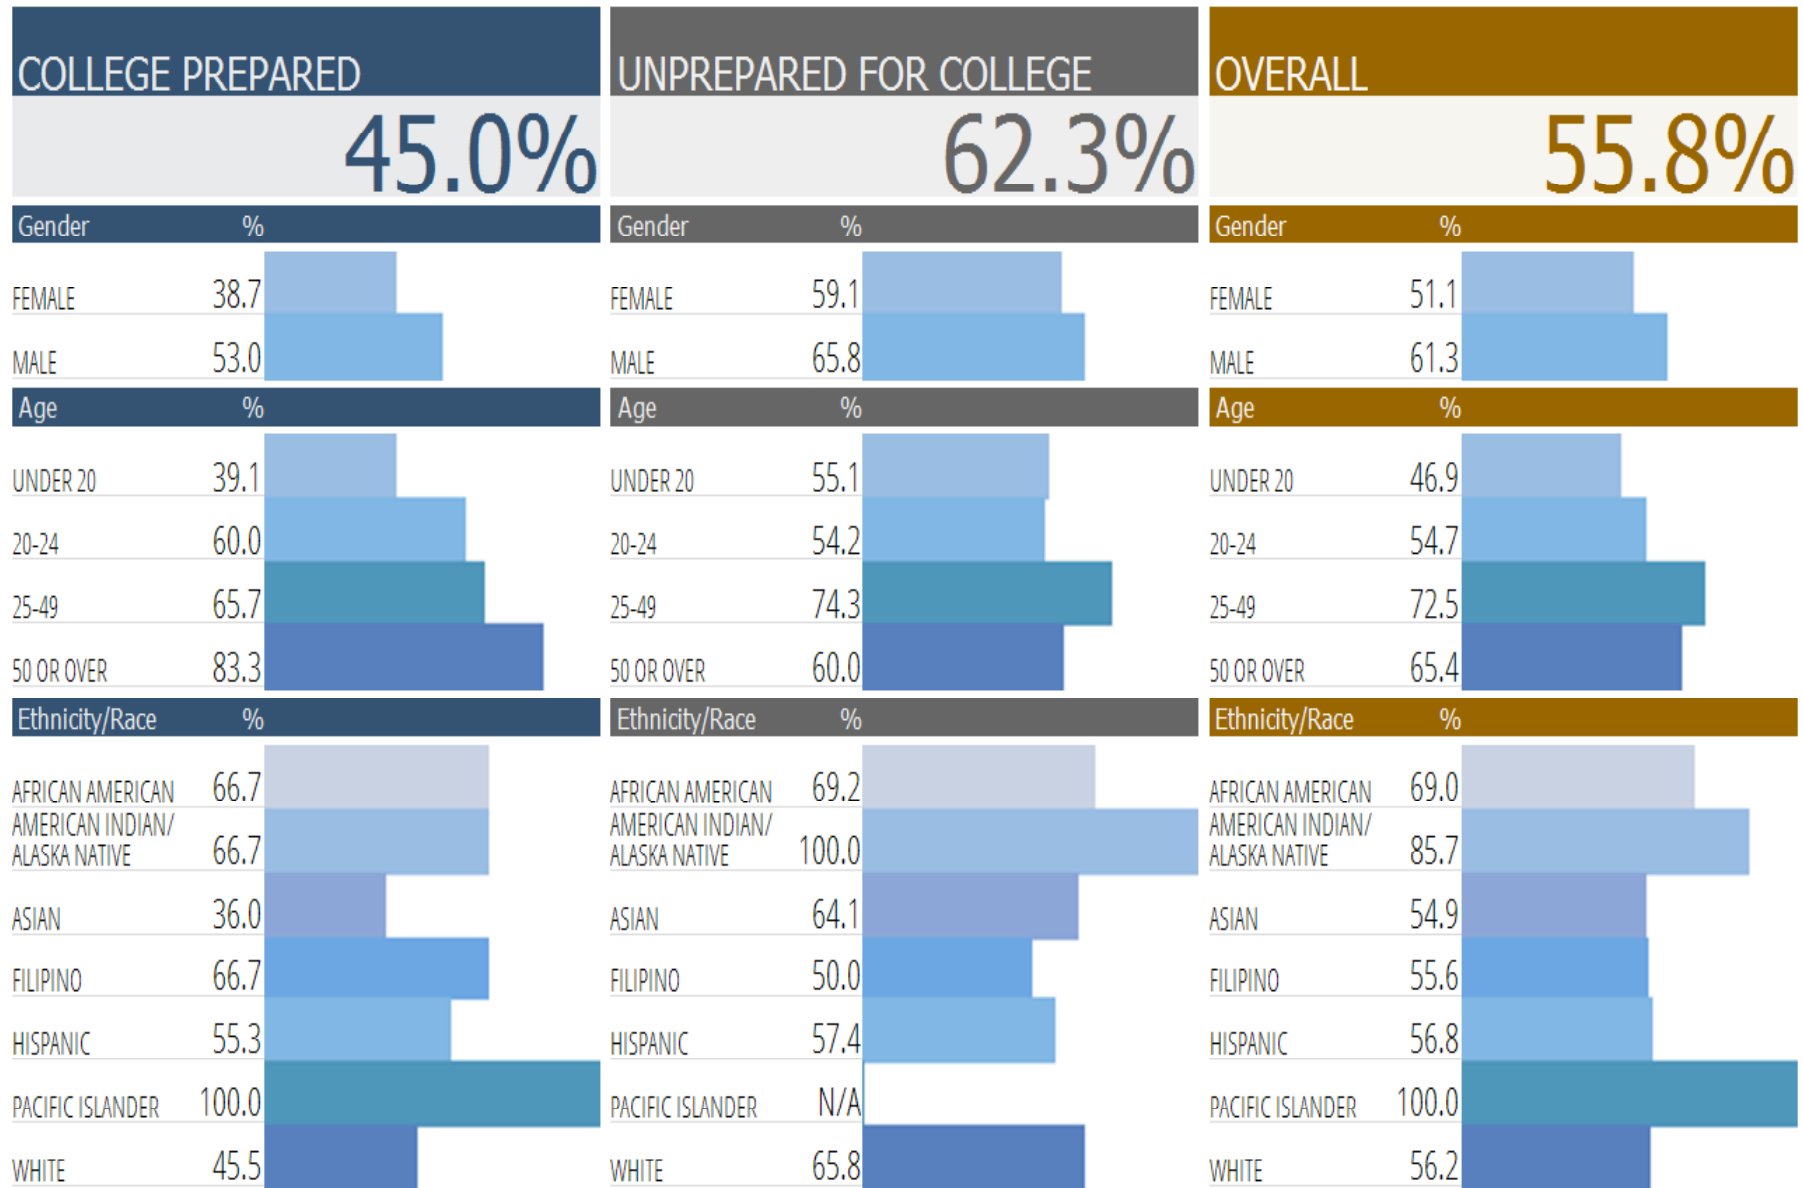 COLLEGE PREPARED
45.0%
Gender %
FEMALE 38.7
MALE 53.0
Age %
UNDER 20 39.1
20-24 60.0
25-49 65.7
50 OR OVER 83.3
Ethnicity/Race %
AFRICAN AMERICAN 66.7
AMERICAN INDIAN/
ALASKA NATIVE 66.7
ASIAN 36.0
FILIPINO 66.7
HISPANIC 55.3
PACIFIC ISLANDER 100.0
WHITE 45.5
UNPREPARED FOR COLLEGE
62.3%
Gender %
FEMALE 59.1
MALE 65.8
Age %
UNDER 20 55.1
20-24 54.2
25-49 74.3
50 OR OVER 60.0
Ethnicity/Race %
AFRICAN AMERICAN 69.2
AMERICAN INDIAN/
ALASKA NATIVE 100.0
ASIAN 64.1
FILIPINO 50.0
HISPANIC 57.4
PACIFIC ISLANDER N/A
WHITE 65.8
OVERALL
55.8%
Gender %
FEMALE 51.1
MALE 61.3
Age %
UNDER 20 46.9
20-24 54.7
25-49 72.5
50 OR OVER 65.4
Ethnicity/Race %
AFRICAN AMERICAN 69.0
AMERICAN INDIAN/
ALASKA NATIVE 85.7
ASIAN 54.9
FILIPINO 55.6
HISPANIC 56.8
PACIFIC ISLANDER 100.0
WHITE 56.2